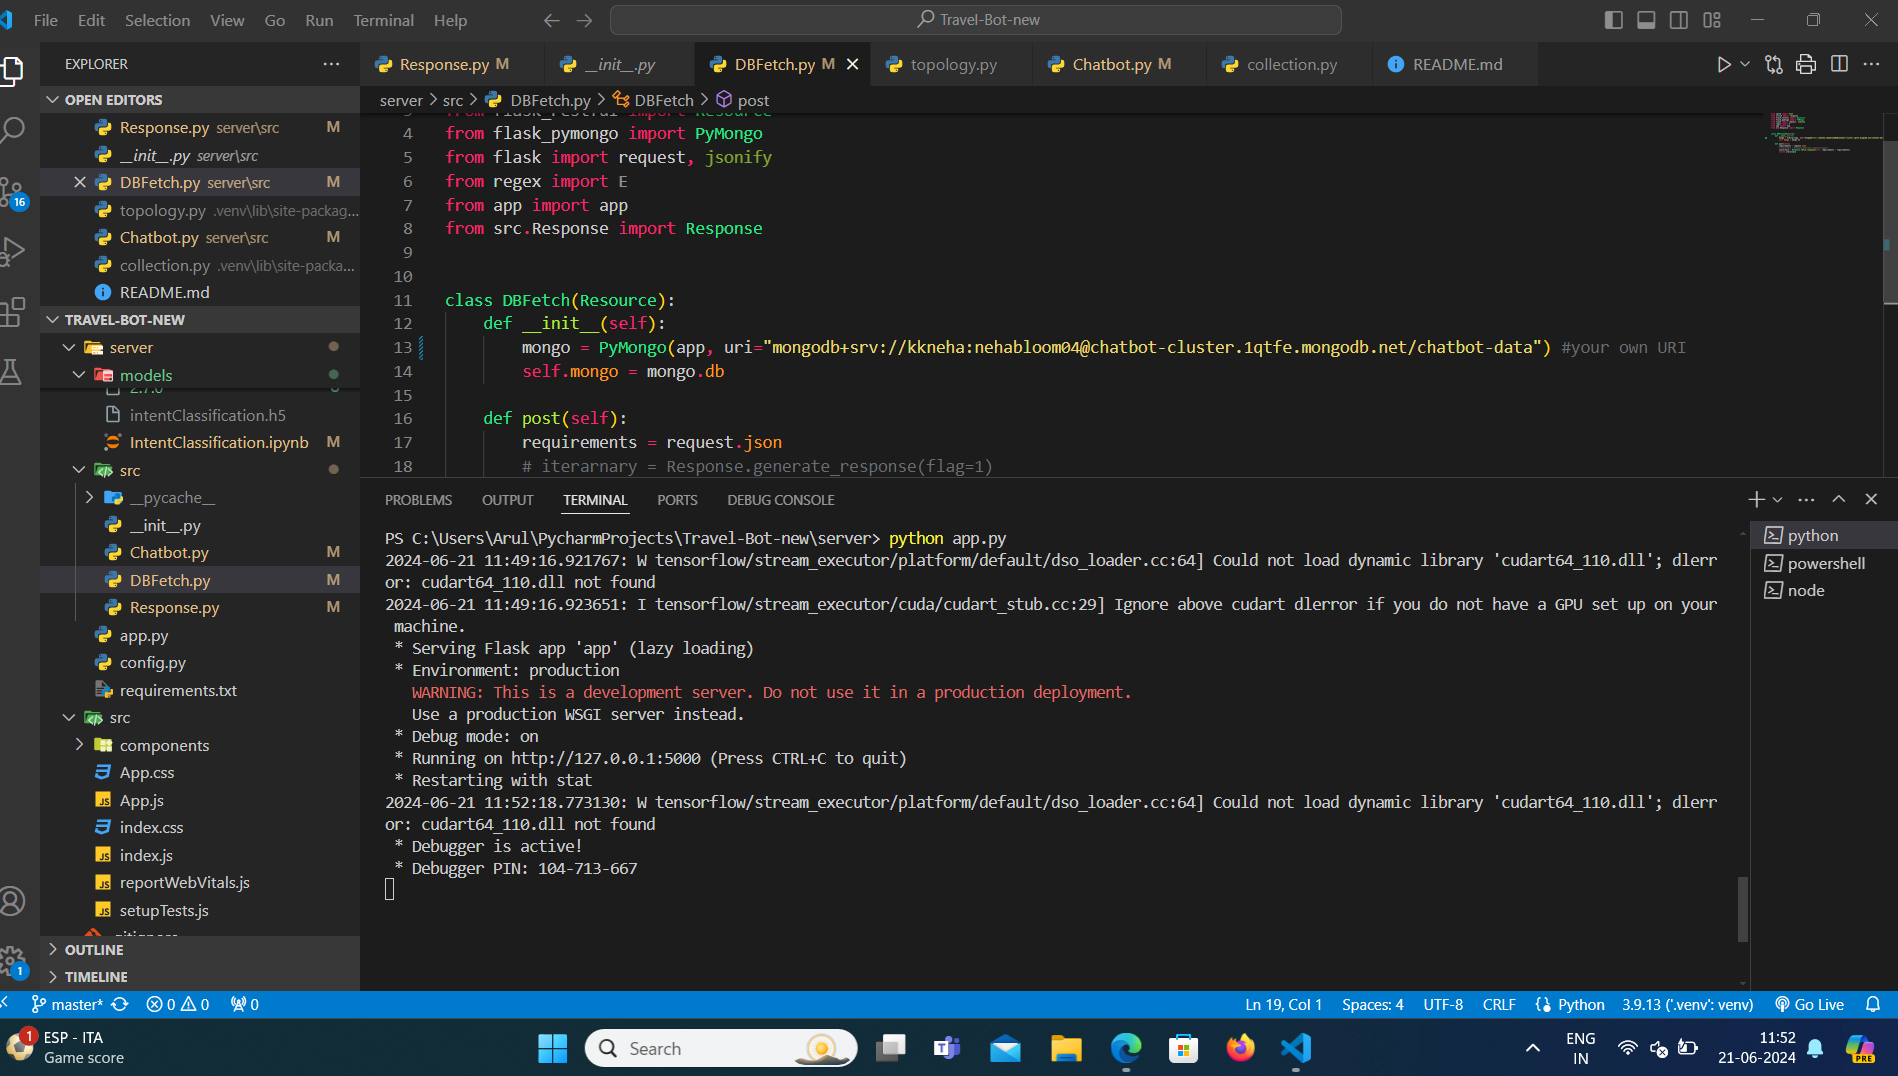 File Edit Selection View Go Run Terminal Help
Travel-Bot-new
EXPLORER
Response.py M
__init__.py
DBFetch.py M
topology.py
Chatbot.py M
collection.py
README.md
server > src > DBFetch.py > DBFetch > post
OPEN EDITORS
Response.py server\src M
__init__.py server\src
DBFetch.py server\src M
topology.py .venv\lib\site-packag...
Chatbot.py server\src M
collection.py .venv\lib\site-packa...
README.md
TRAVEL-BOT-NEW
server
models
2.7.0
intentClassification.h5
IntentClassification.ipynb M
src
__pycache__
__init__.py
Chatbot.py M
DBFetch.py M
Response.py M
app.py
config.py
requirements.txt
src
components
App.css
App.js
index.css
index.js
reportWebVitals.js
setupTests.js
.gitignore
OUTLINE
TIMELINE
16
1
3 from flask_restful import Resource
4 from flask_pymongo import PyMongo
5 from flask import request, jsonify
6 from regex import E
7 from app import app
8 from src.Response import Response
9
10
11 class DBFetch(Resource):
12 def __init__(self):
13 mongo = PyMongo(app, uri="mongodb+srv://kkneha:nehabloom04@chatbot-cluster.1qtfe.mongodb.net/chatbot-data") #your own URI
14 self.mongo = mongo.db
15
16 def post(self):
17 requirements = request.json
18 # iterarnary = Response.generate_response(flag=1)
PROBLEMS OUTPUT TERMINAL PORTS DEBUG CONSOLE
PS C:\Users\Arul\PycharmProjects\Travel-Bot-new\server> python app.py
2024-06-21 11:49:16.921767: W tensorflow/stream_executor/platform/default/dso_loader.cc:64] Could not load dynamic library 'cudart64_110.dll'; dlerr
or: cudart64_110.dll not found
2024-06-21 11:49:16.923651: I tensorflow/stream_executor/cuda/cudart_stub.cc:29] Ignore above cudart dlerror if you do not have a GPU set up on your
machine.
* Serving Flask app 'app' (lazy loading)
* Environment: production
WARNING: This is a development server. Do not use it in a production deployment.
Use a production WSGI server instead.
* Debug mode: on
* Running on http://127.0.0.1:5000 (Press CTRL+C to quit)
* Restarting with stat
2024-06-21 11:52:18.773130: W tensorflow/stream_executor/platform/default/dso_loader.cc:64] Could not load dynamic library 'cudart64_110.dll'; dlerr
or: cudart64_110.dll not found
* Debugger is active!
* Debugger PIN: 104-713-667
python
powershell
node
master* 0 0 0
Ln 19, Col 1 Spaces: 4 UTF-8 CRLF Python 3.9.13 ('.venv': venv) Go Live
1
ESP - ITA
Game score
Search
ENG
IN
11:52
21-06-2024
PRE